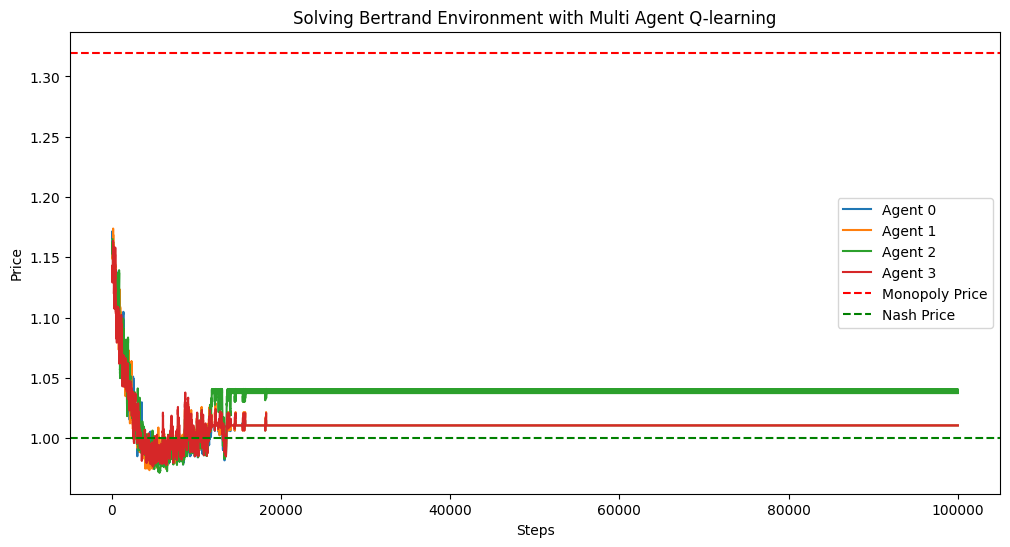 Solving Bertrand Environment with Multi Agent Q-learning
Price
1.30
1.25
1.20
1.15
1.10
1.05
1.00
Agent 0
Agent 1
Agent 2
Agent 3
Monopoly Price
Nash Price
0
20000
40000
60000
80000
100000
Steps